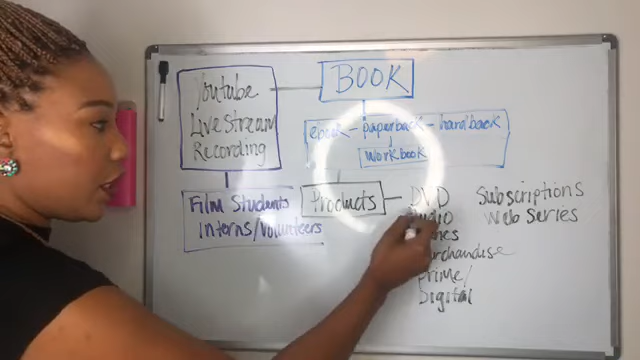 Youtube
Live Stream
Recording
BOOK
ebook - paperback - hardback
workbook
Film Students
Interns/Volunteers
Products - DVD
Subscriptions
Web Series
Prime/
Digital